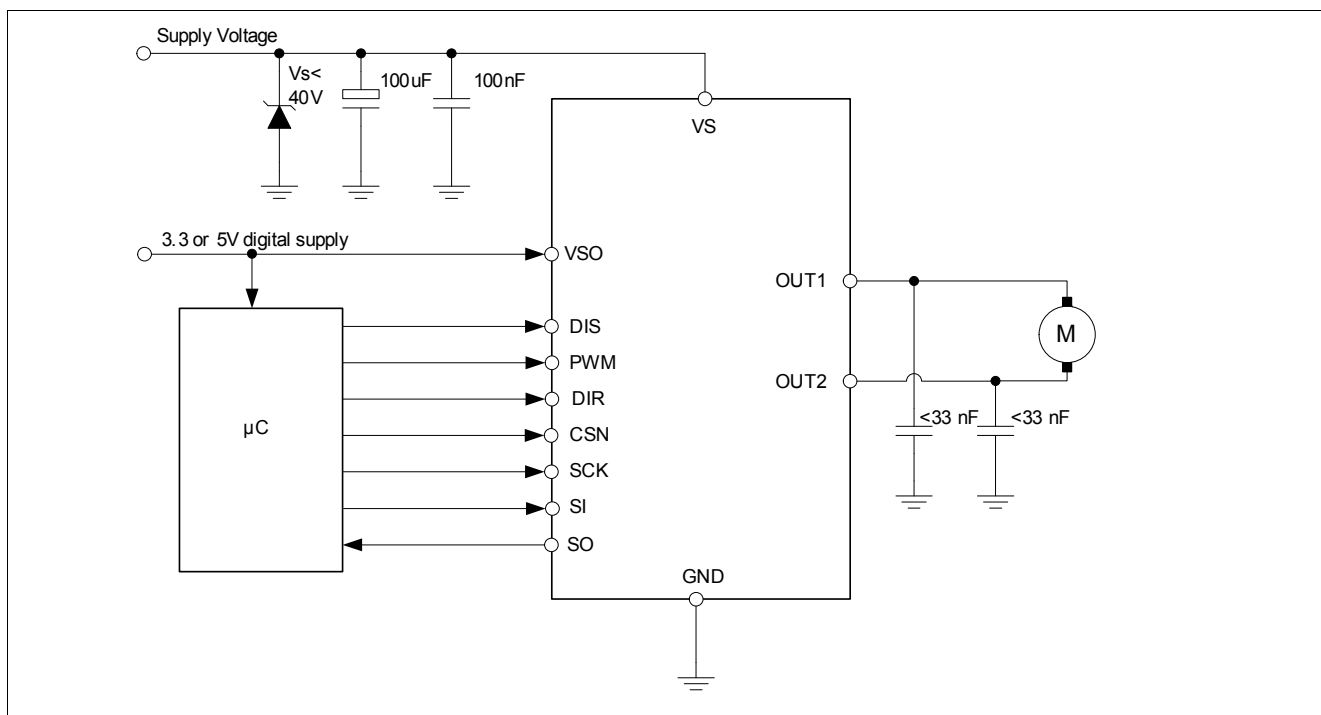 Supply Voltage
Vs<
40V
100uF
100nF
VS
3.3 or 5V digital supply
VSO
OUT1
DIS
M
PWM
OUT2
DIR
<33 nF
<33 nF
µC
CSN
SCK
SI
SO
GND